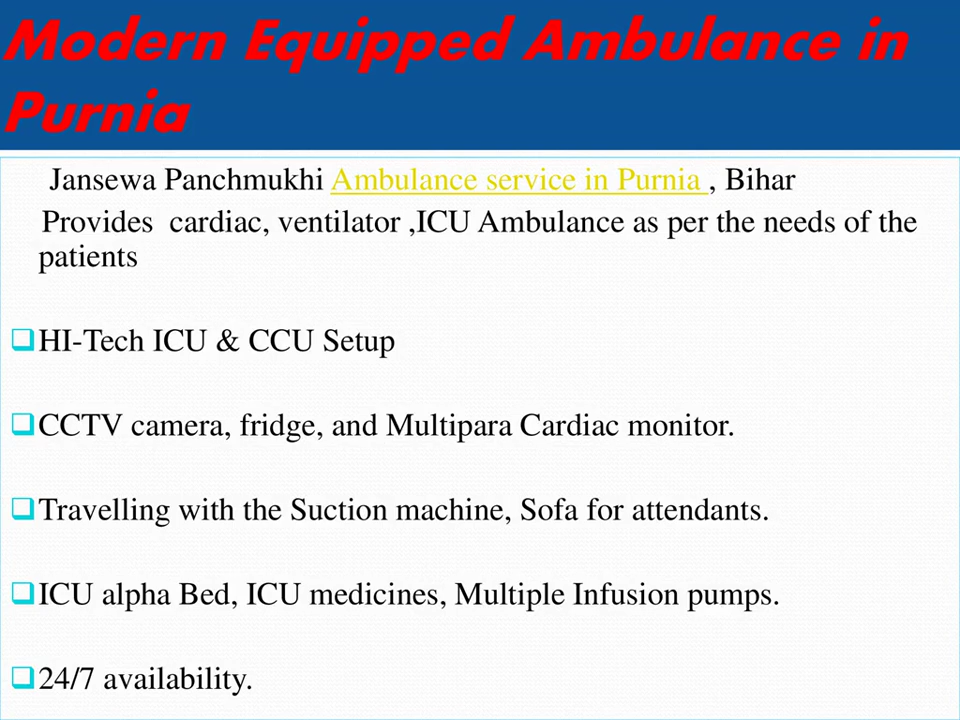 Modern Equipped Ambulance in
Purnia
Jansewa Panchmukhi Ambulance service in Purnia , Bihar
Provides cardiac, ventilator ,ICU Ambulance as per the needs of the
patients
HI-Tech ICU & CCU Setup
CCTV camera, fridge, and Multipara Cardiac monitor.
Travelling with the Suction machine, Sofa for attendants.
ICU alpha Bed, ICU medicines, Multiple Infusion pumps.
24/7 availability.